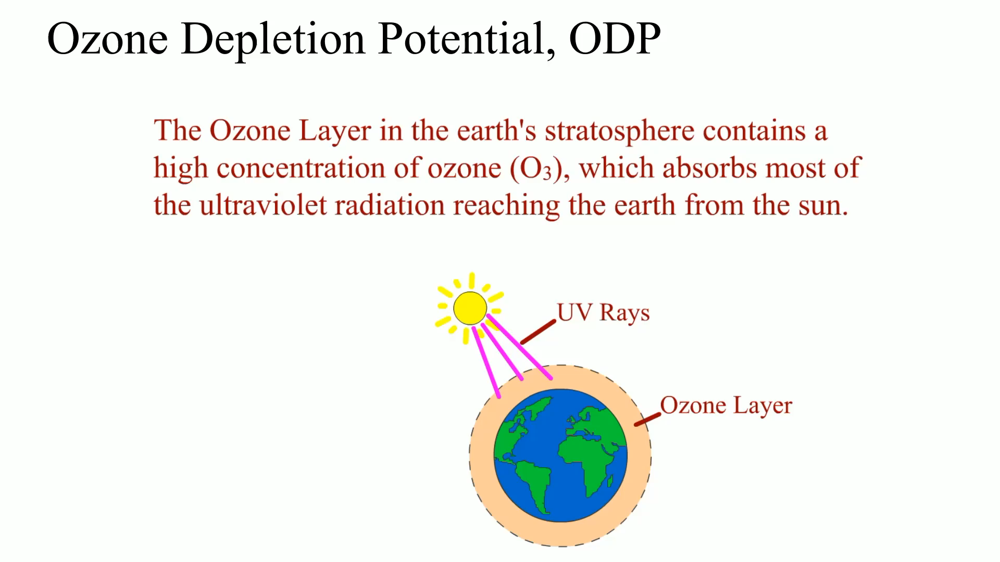 Ozone Depletion Potential, ODP
The Ozone Layer in the earth's stratosphere contains a
high concentration of ozone (O₃), which absorbs most of
the ultraviolet radiation reaching the earth from the sun.
UV Rays
Ozone Layer